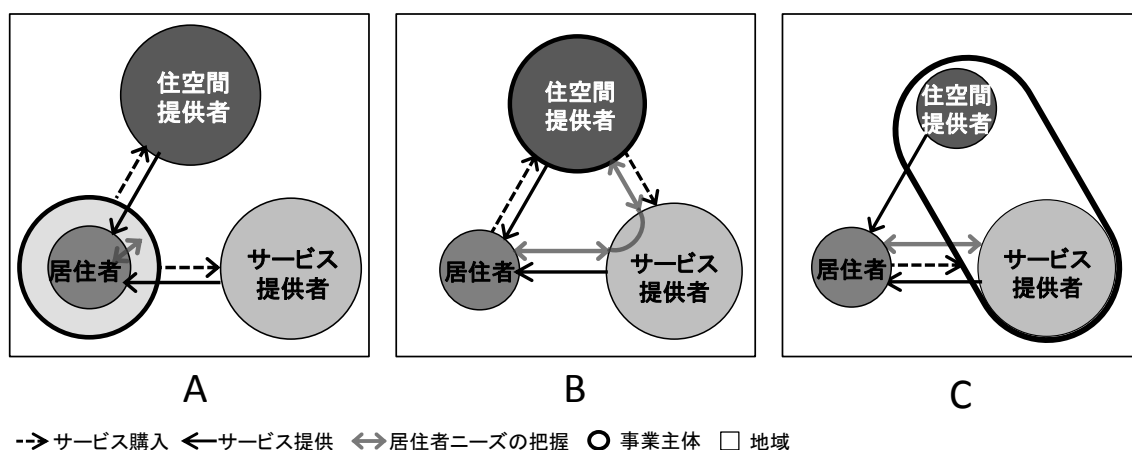 住空間
提供者
居住者
サービス
提供者
A
住空間
提供者
居住者
サービス
提供者
B
住空間
提供者
居住者
サービス
提供者
C
サービス購入 サービス提供 居住者ニーズの把握 事業主体 地域